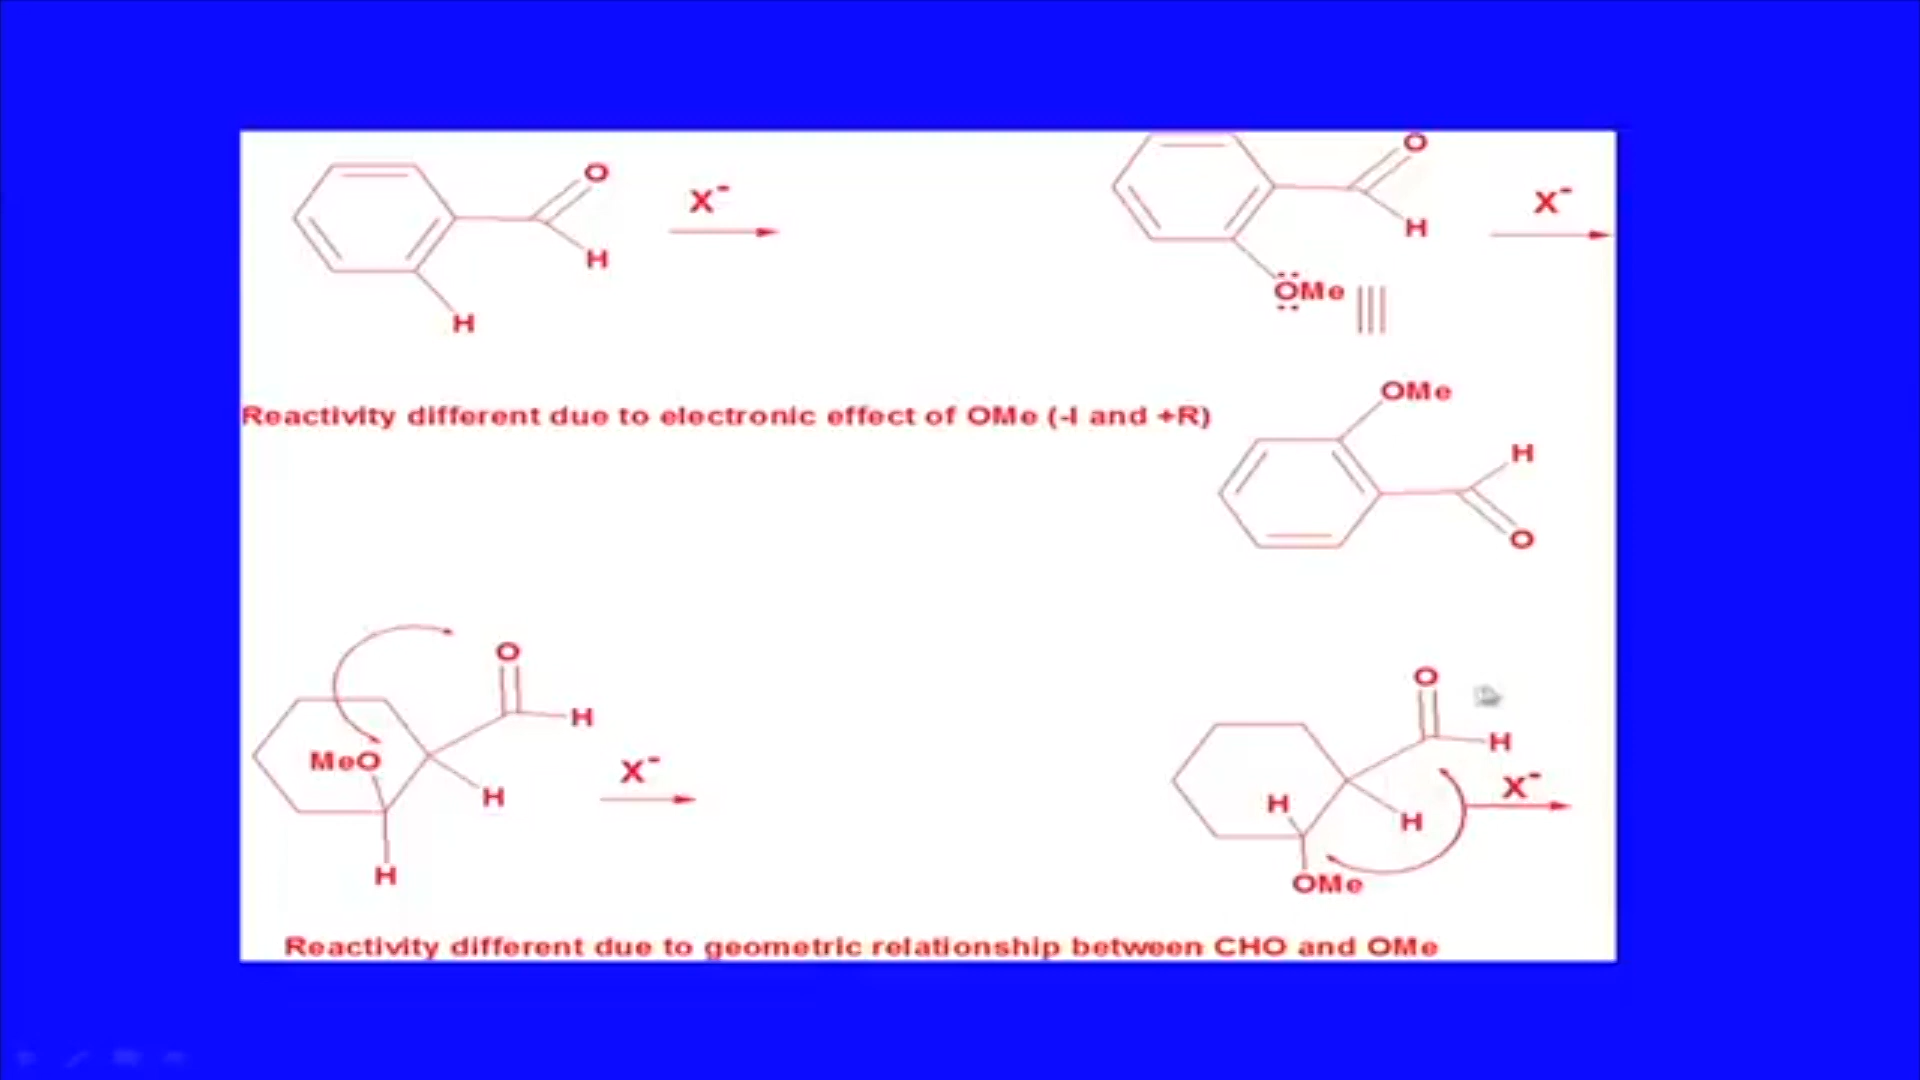 O
X-
H
H
O
X-
H
OMe
Reactivity different due to electronic effect of OMe (-I and +R)
OMe
H
O
O
H
MeO
H
X-
H
O
H
H
H
X-
OMe
Reactivity different due to geometric relationship between CHO and OMe